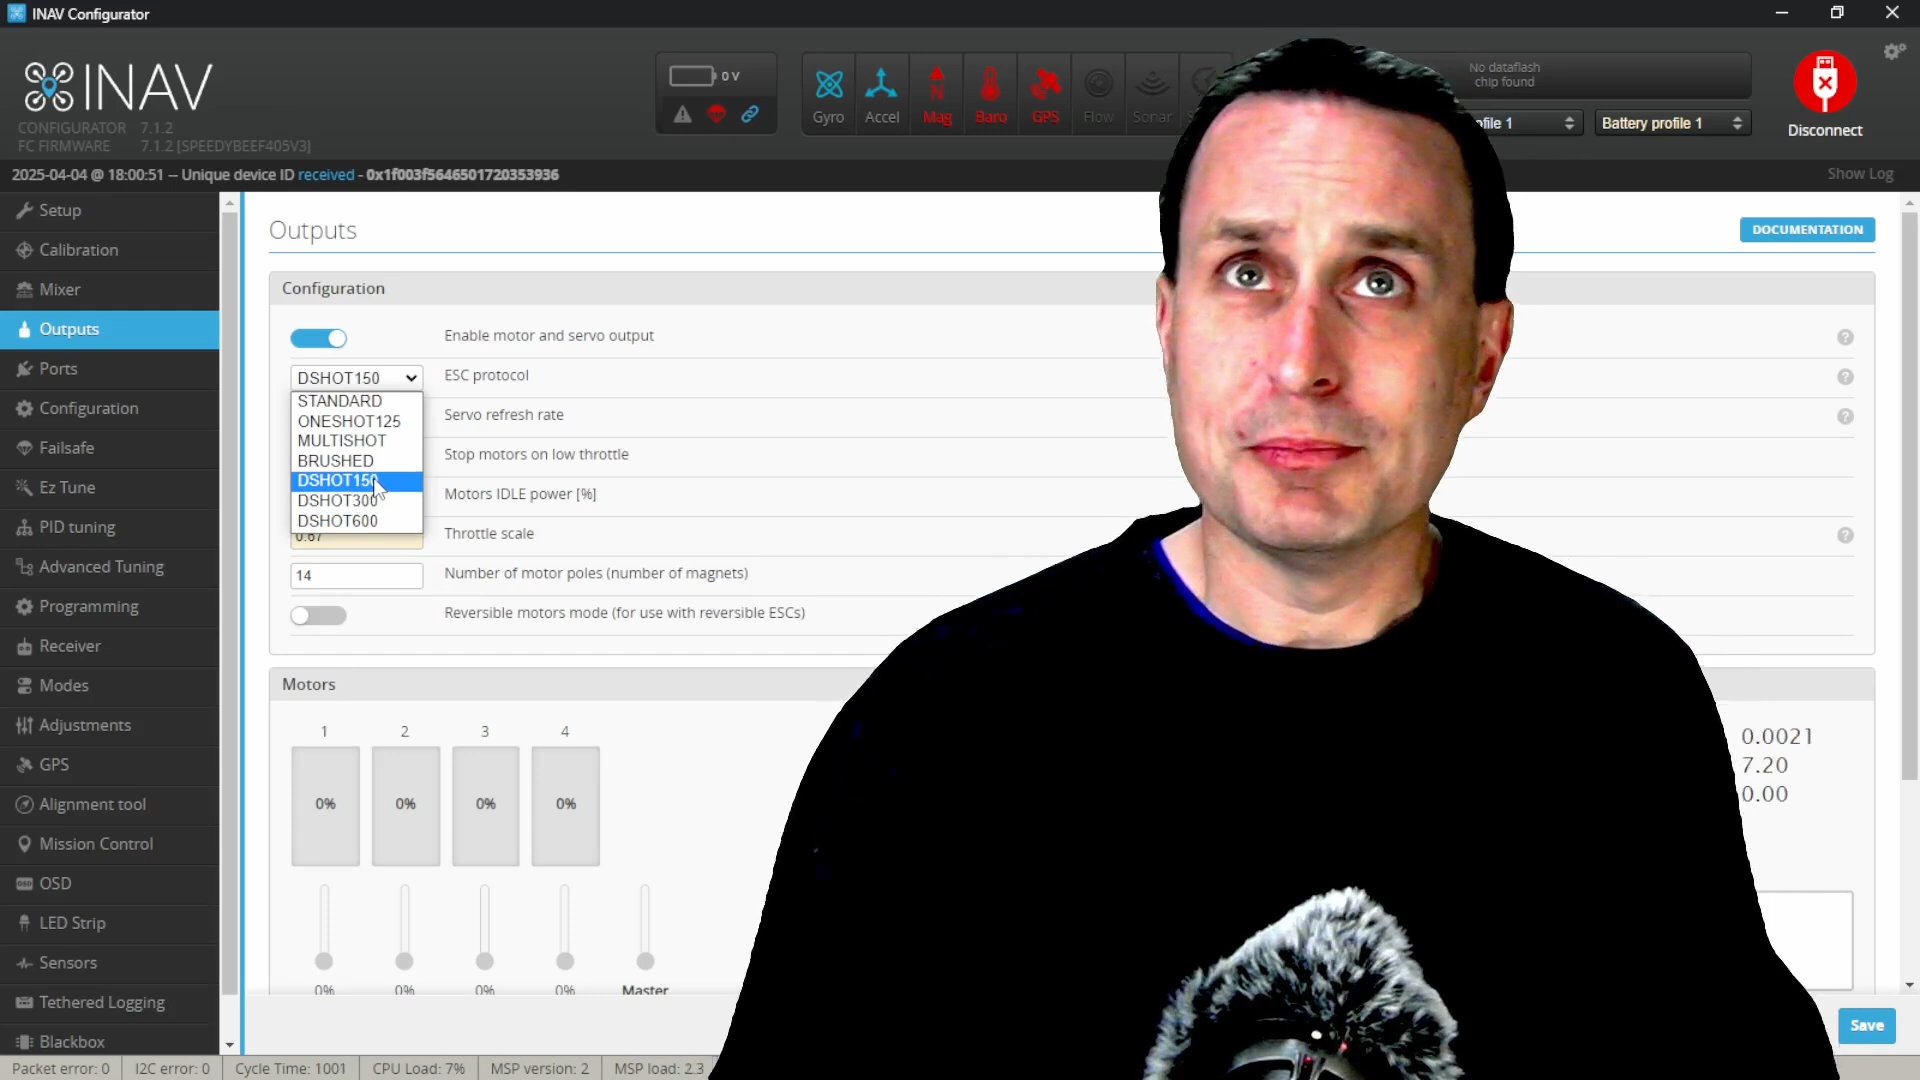 INAV Configurator
INAV
CONFIGURATOR 7.1.2
FC FIRMWARE 7.1.2 [SPEEDYBEEF405V3]
0 V
Gyro
Accel
Mag
Baro
GPS
Flow
Sonar
No dataflash
chip found
ofile 1
Battery profile 1
Disconnect
2025-04-04 @ 18:00:51 -- Unique device ID received - 0x1f003f5646501720353936
Show Log
Setup
Calibration
Mixer
Outputs
Ports
Configuration
Failsafe
Ez Tune
PID tuning
Advanced Tuning
Programming
Receiver
Modes
Adjustments
GPS
Alignment tool
Mission Control
OSD
LED Strip
Sensors
Tethered Logging
Blackbox
Outputs
DOCUMENTATION
Configuration
Enable motor and servo output
DSHOT150
ESC protocol
STANDARD
ONESHOT125
MULTISHOT
BRUSHED
DSHOT150
DSHOT300
DSHOT600
Servo refresh rate
Stop motors on low throttle
Motors IDLE power [%]
0.67
Throttle scale
14
Number of motor poles (number of magnets)
Reversible motors mode (for use with reversible ESCs)
Motors
1 2 3 4
0% 0% 0% 0%
0% 0% 0% 0% Master
0.0021
7.20
0.00
Save
Packet error: 0
I2C error: 0
Cycle Time: 1001
CPU Load: 7%
MSP version: 2
MSP load: 2.3